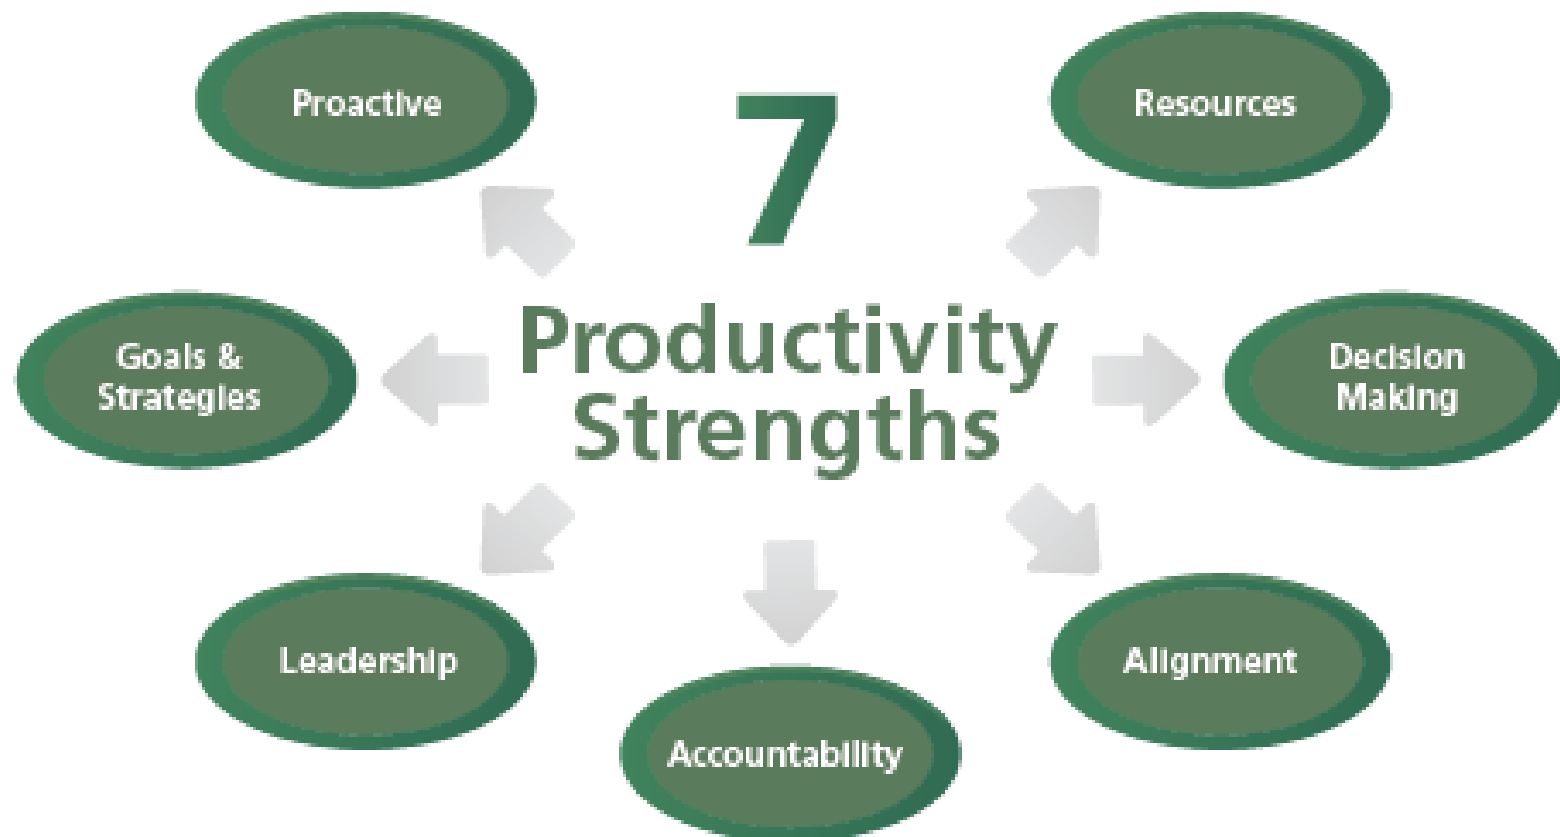 Proactive
7
Resources
Productivity
Strengths
Goals &
Strategies
Decision
Making
Leadership
Alignment
Accountability